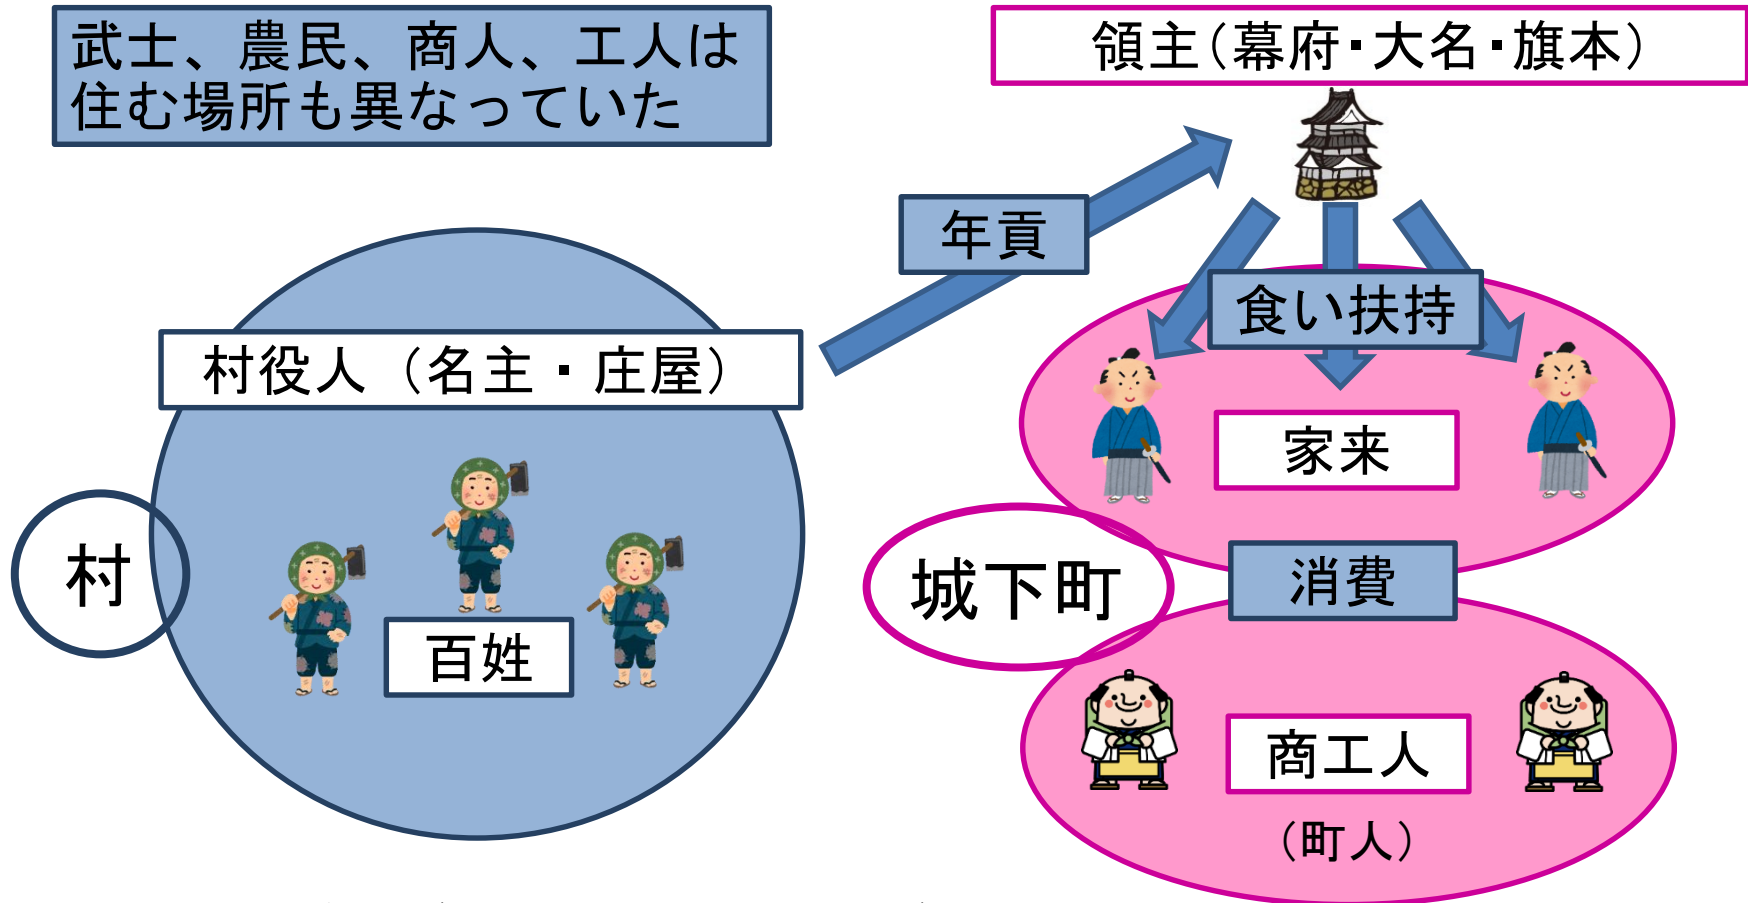 武士、農民、商人、工人は
住む場所も異なっていた
領主(幕府・大名・旗本)
年貢
食い扶持
村役人（名主・庄屋）
家来
村
百姓
城下町
消費
商工人
（町人）